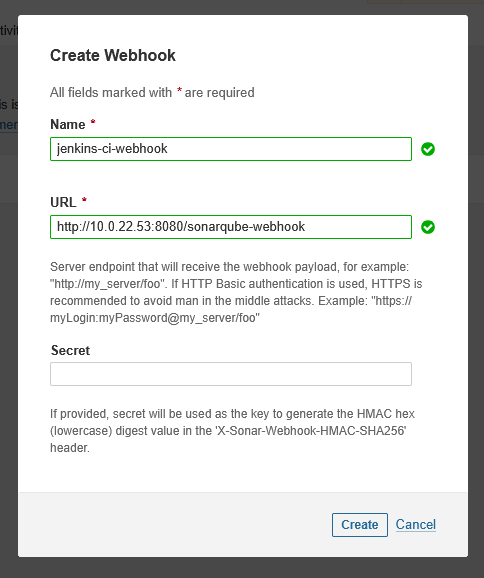 tivit
Create Webhook
All fields marked with * are required
s is
Name *
men
jenkins-ci-webhook
URL *
http://10.0.22.53:8080/sonarqube-webhook
Server endpoint that will receive the webhook payload, for example:
"http://my_server/foo". If HTTP Basic authentication is used, HTTPS is
recommended to avoid man in the middle attacks. Example: "https://
myLogin:myPassword@my_server/foo"
Secret
If provided, secret will be used as the key to generate the HMAC hex
(lowercase) digest value in the 'X-Sonar-Webhook-HMAC-SHA256'
header.
Create Cancel